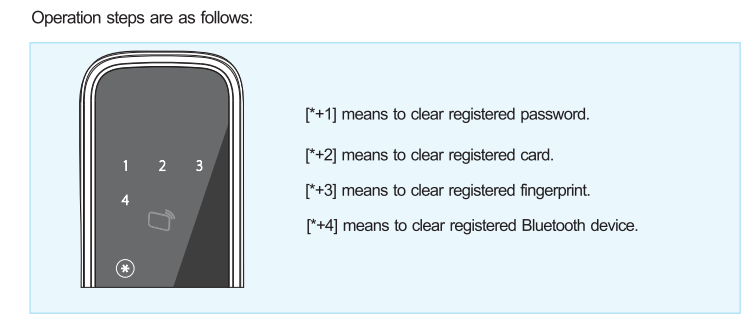 Operation steps are as follows:
[*+1] means to clear registered password.
[*+2] means to clear registered card.
1 2 3
[*+3] means to clear registered fingerprint.
4
[*+4] means to clear registered Bluetooth device.
*